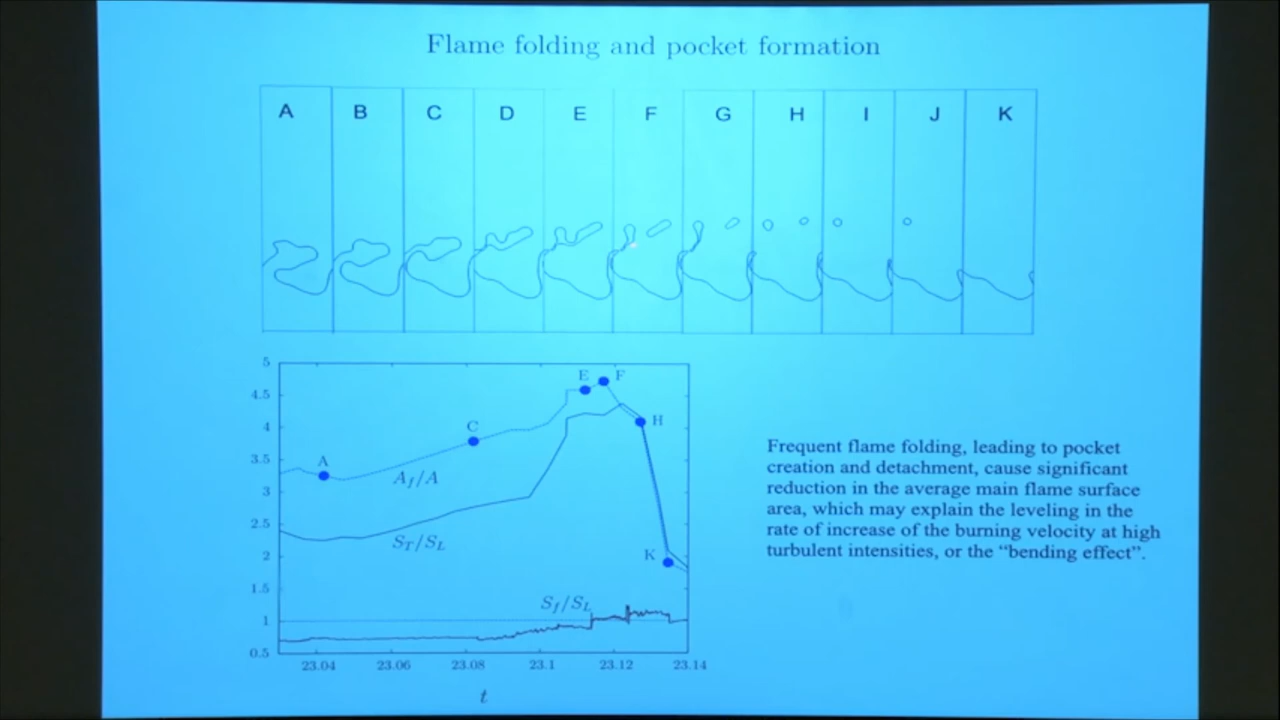 Flame folding and pocket formation
A B C D E F G H I J K
5
4.5
4
3.5
3
2.5
2
1.5
1
0.5
A
C
E
F
H
K
A_f/A
S_T/S_L
S_f/S_L
23.04 23.06 23.08 23.1 23.12 23.14
t
Frequent flame folding, leading to pocket
creation and detachment, cause significant
reduction in the average main flame surface
area, which may explain the leveling in the
rate of increase of the burning velocity at high
turbulent intensities, or the “bending effect”.